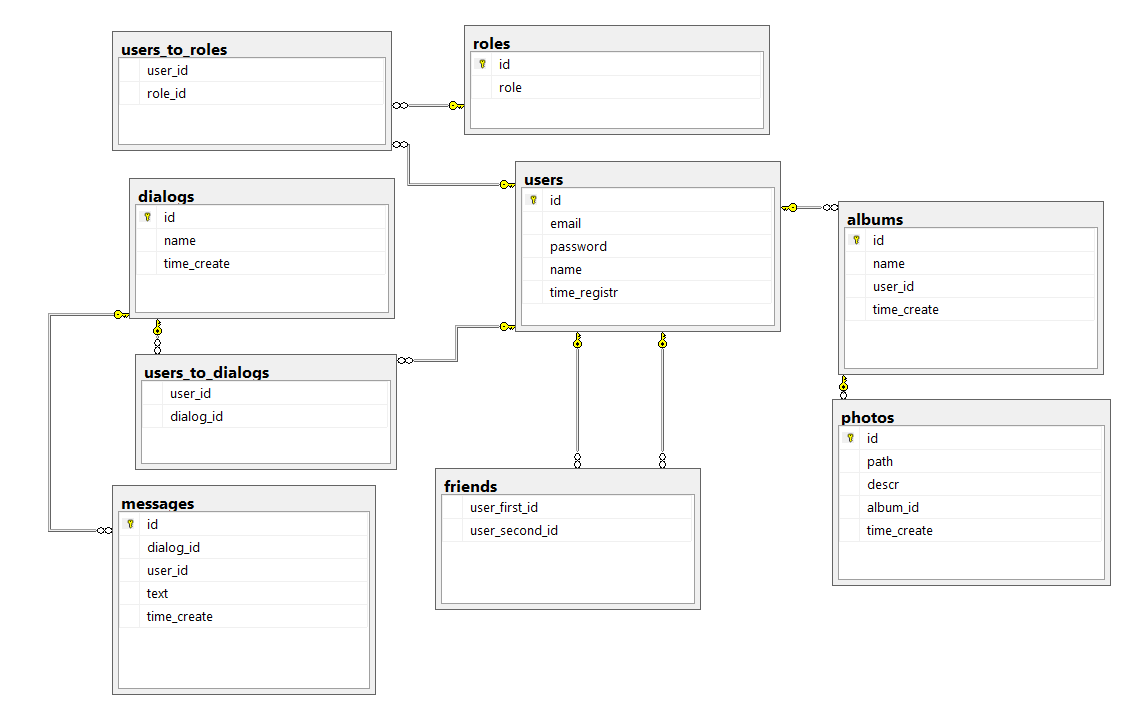 users_to_roles
user_id
role_id
roles
id
role
dialogs
id
name
time_create
users
id
email
password
name
time_registr
albums
id
name
user_id
time_create
users_to_dialogs
user_id
dialog_id
photos
id
path
descr
album_id
time_create
friends
user_first_id
user_second_id
messages
id
dialog_id
user_id
text
time_create